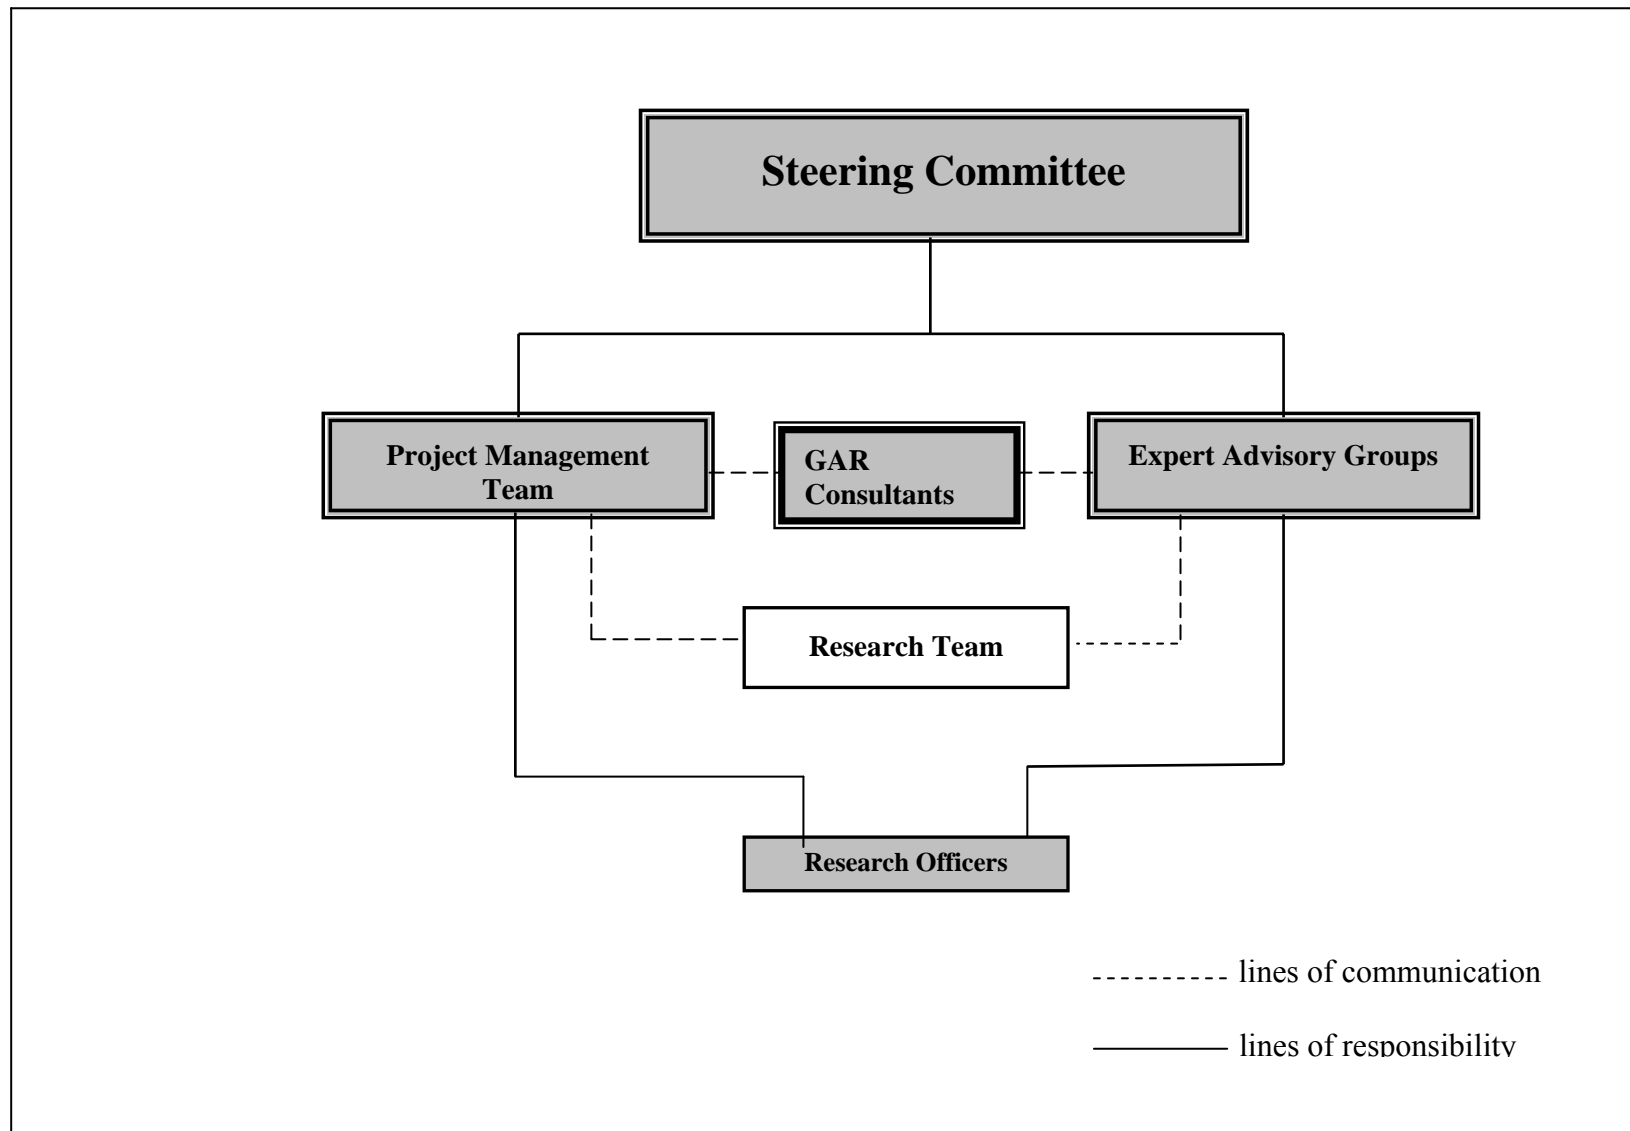 Steering Committee
Project Management
Team
GAR
Consultants
Expert Advisory Groups
Research Team
Research Officers
lines of communication
lines of responsibility